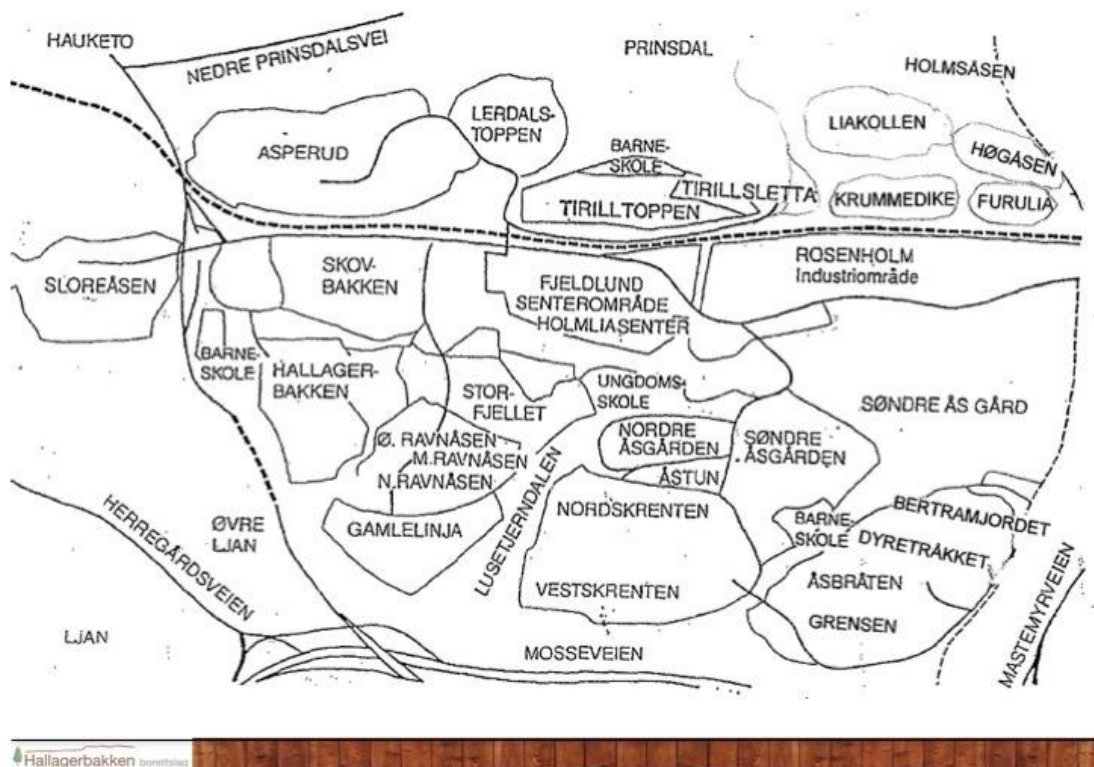 HAUKETO
NEDRE PRINSDALSVEI
PRINSDAL
HOLMSÅSEN
LERDALS-
TOPPEN
LIAKOLLEN
ASPERUD
BARNE-
SKOLE
HØGÅSEN
TIRILLSLETTA
TIRILLTOPPEN
KRUMMEDIKE
FURULIA
SLOREÅSEN
SKOV-
BAKKEN
FJELDLUND
SENTEROMRÅDE
HOLMLIASENTER
ROSENHOLM
Industriområde
BARNE-
SKOLE
HALLAGER-
BAKKEN
STOR-
FJELLET
UNGDOMS-
SKOLE
SØNDRE ÅS GÅRD
Ø. RAVNÅSEN
M.RAVNÅSEN
N.RAVNÅSEN
NORDRE
ÅSGÅRDEN
SØNDRE
ÅSGÅRDEN
ÅSTUN
LUSETJERNDALEN
GAMLELINJA
NORDSKRENTEN
BARNE-
SKOLE
BERTRAMJORDET
DYRETRÅKKET
HERREGÅRDSVEIEN
ØVRE
LJAN
VESTSKRENTEN
ÅSBRÅTEN
GRENSEN
MASTEMYRVEIEN
LJAN
MOSSEVEIEN
Hallagerbakken borettslag